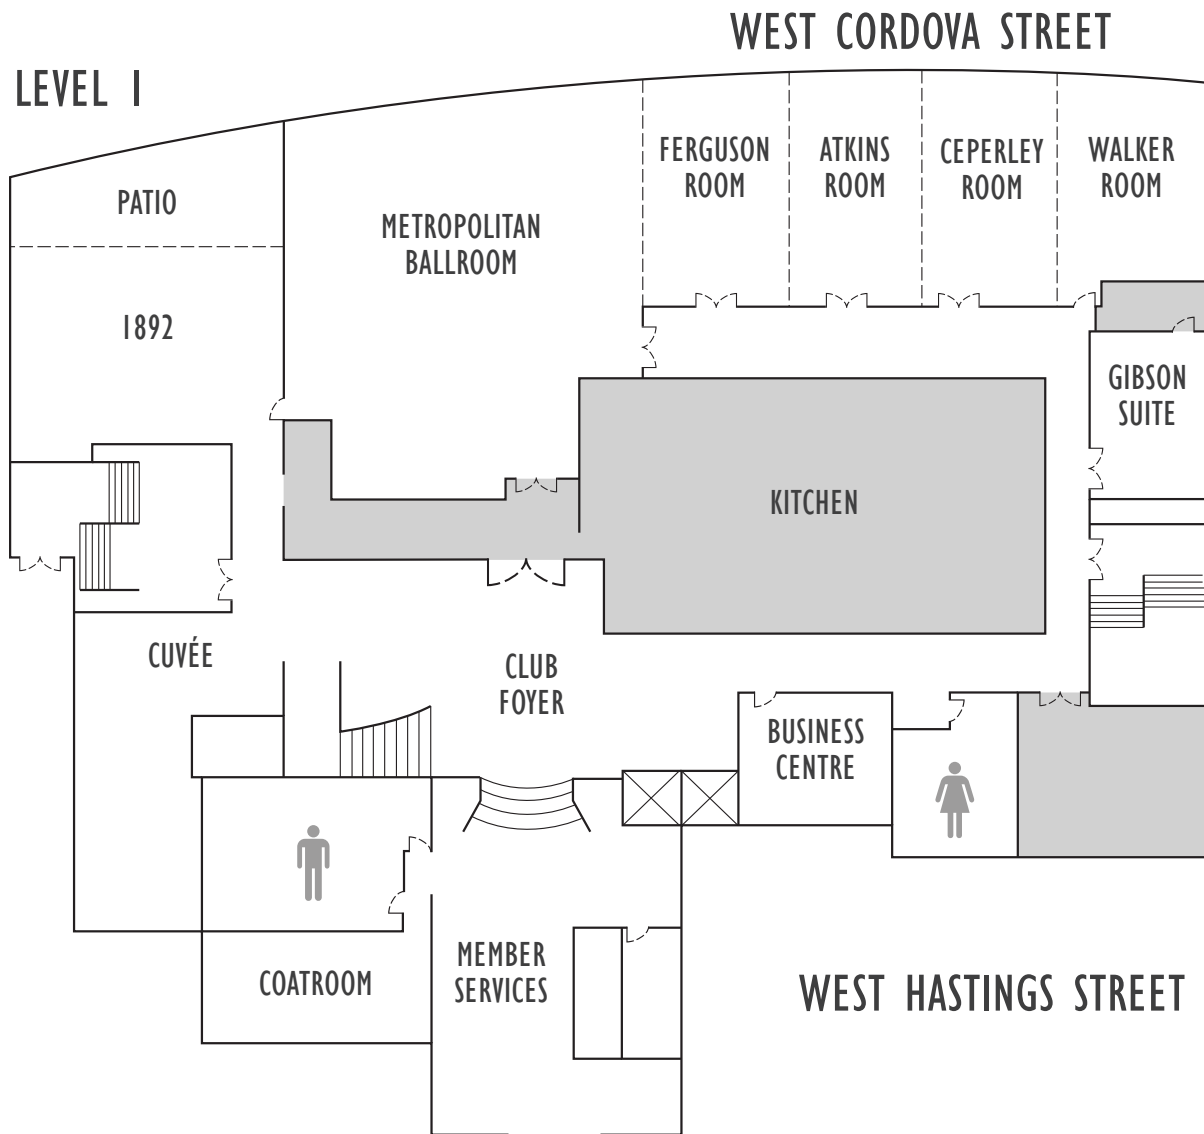 WEST CORDOVA STREET
LEVEL 1
FERGUSON
ROOM
ATKINS
ROOM
CEPERLEY
ROOM
WALKER
ROOM
PATIO
METROPOLITAN
BALLROOM
1892
GIBSON
SUITE
KITCHEN
CUVÉE
CLUB
FOYER
BUSINESS
CENTRE
MEMBER
SERVICES
COATROOM
WEST HASTINGS STREET